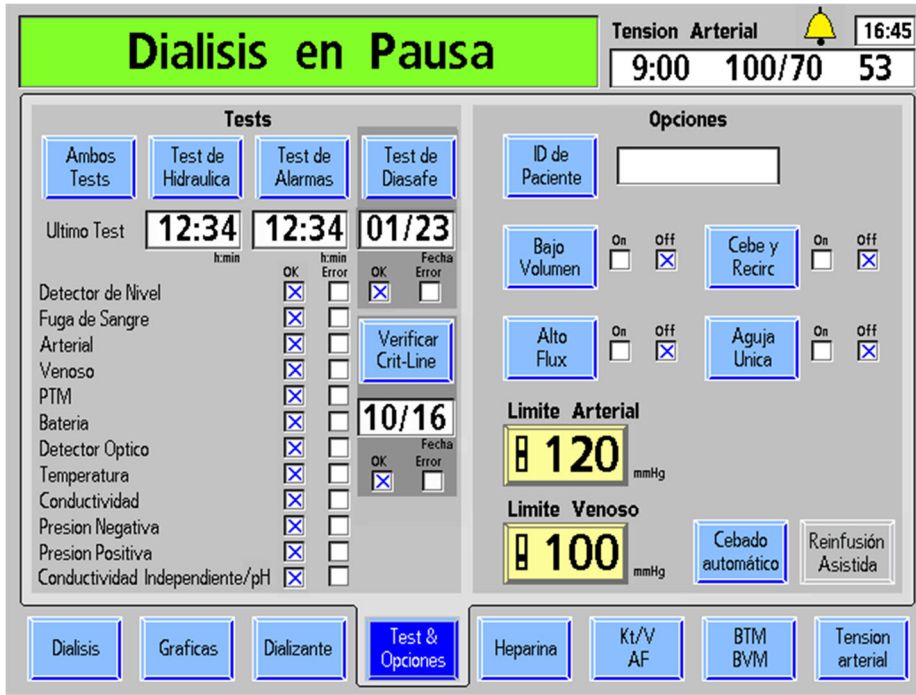 Dialisis en Pausa
Tension Arterial
16:45
9:00 100/70 53
Tests
Ambos
Tests
Test de
Hidraulica
Test de
Alarmas
Test de
Diasafe
Ultimo Test
12:34
h:min
12:34
h:min
01/23
Fecha
OK Error
OK Error
Detector de Nivel
Fuga de Sangre
Arterial
Venoso
PTM
Bateria
Detector Optico
Temperatura
Conductividad
Presion Negativa
Presion Positiva
Conductividad Independiente/pH
Verificar
Crit-Line
10/16
Fecha
OK Error
Opciones
ID de
Paciente
Bajo
Volumen
On Off
Cebe y
Recirc
On Off
Alto
Flux
On Off
Aguja
Unica
On Off
Limite Arterial
120
mmHg
Limite Venoso
100
mmHg
Cebado
automático
Reinfusión
Asistida
Dialisis
Graficas
Dializante
Test &
Opciones
Heparina
Kt/V
AF
BTM
BVM
Tension
arterial